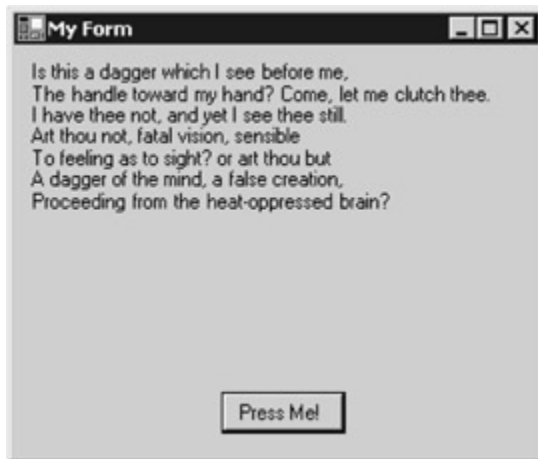 My Form
Is this a dagger which I see before me,
The handle toward my hand? Come, let me clutch thee.
I have thee not, and yet I see thee still.
Art thou not, fatal vision, sensible
To feeling as to sight? or art thou but
A dagger of the mind, a false creation,
Proceeding from the heat-oppressed brain?
Press Me!